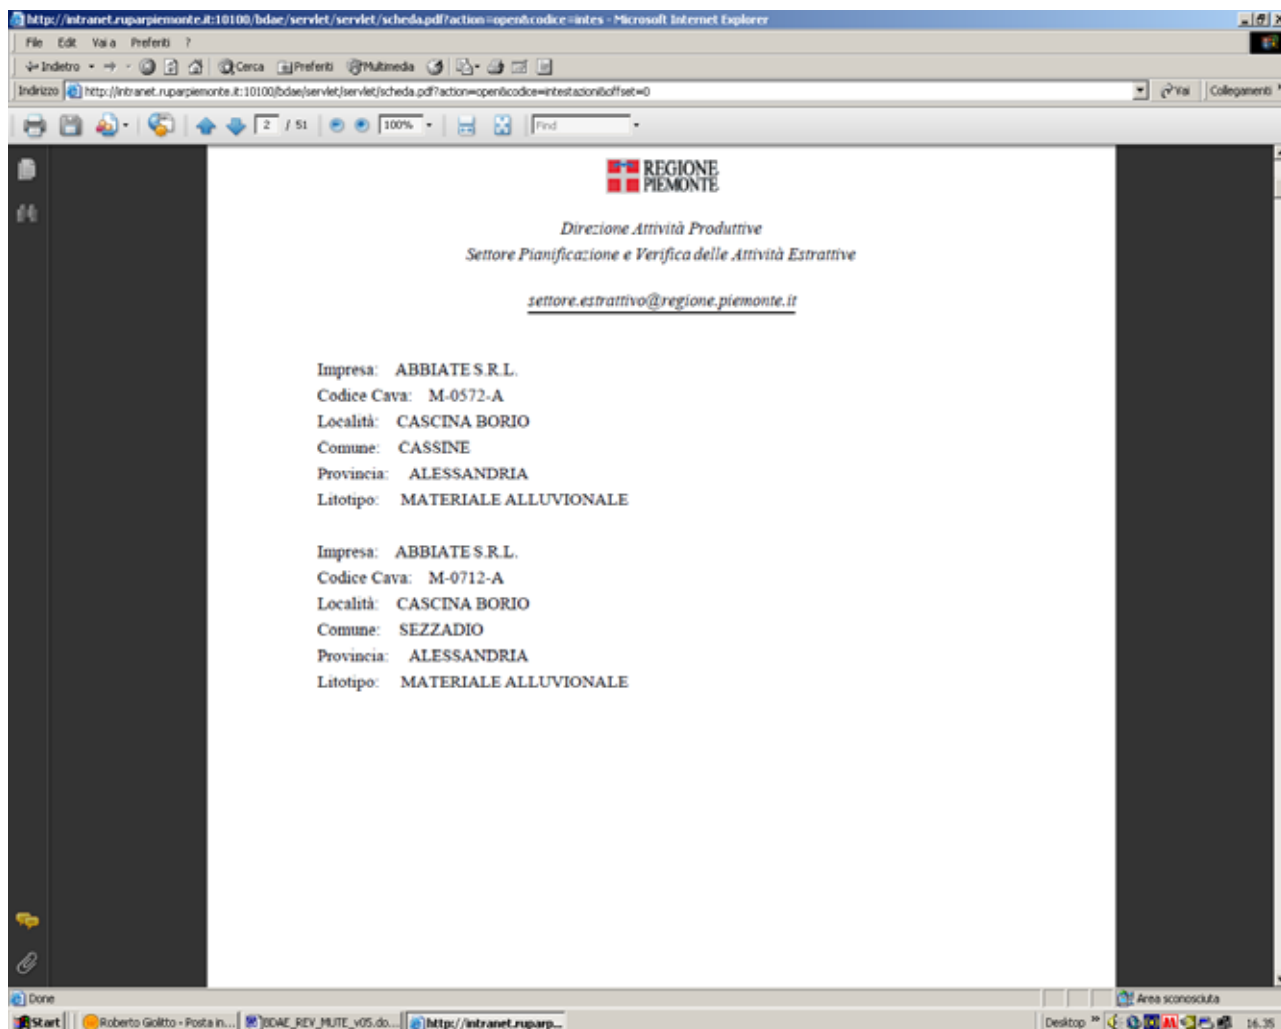 http://intranet.ruparpiemonte.it:10100/bdae/servlet/servlet/scheda.pdf?action=open&codice=intes - Microsoft Internet Explorer
File Edit Vai a Preferiti ?
Indietro Cerca Preferiti Multimedia
Indirizzo http://intranet.ruparpiemonte.it:10100/bdae/servlet/servlet/scheda.pdf?action=open&codice=intestazioni&offset=0 Vai Collegamenti »
2 / 51 100% Find
REGIONE
PIEMONTE
Direzione Attività Produttive
Settore Pianificazione e Verifica delle Attività Estrattive
settore.estrattivo@regione.piemonte.it
Impresa: ABBIATE S.R.L.
Codice Cava: M-0572-A
Località: CASCINA BORIO
Comune: CASSINE
Provincia: ALESSANDRIA
Litotipo: MATERIALE ALLUVIONALE
Impresa: ABBIATE S.R.L.
Codice Cava: M-0712-A
Località: CASCINA BORIO
Comune: SEZZADIO
Provincia: ALESSANDRIA
Litotipo: MATERIALE ALLUVIONALE
Done Area sconosciuta
Start Roberto Giolitto - Posta in... BDAE_REV_MUTE_v05.do... http://intranet.ruparp... Desktop » 16.35